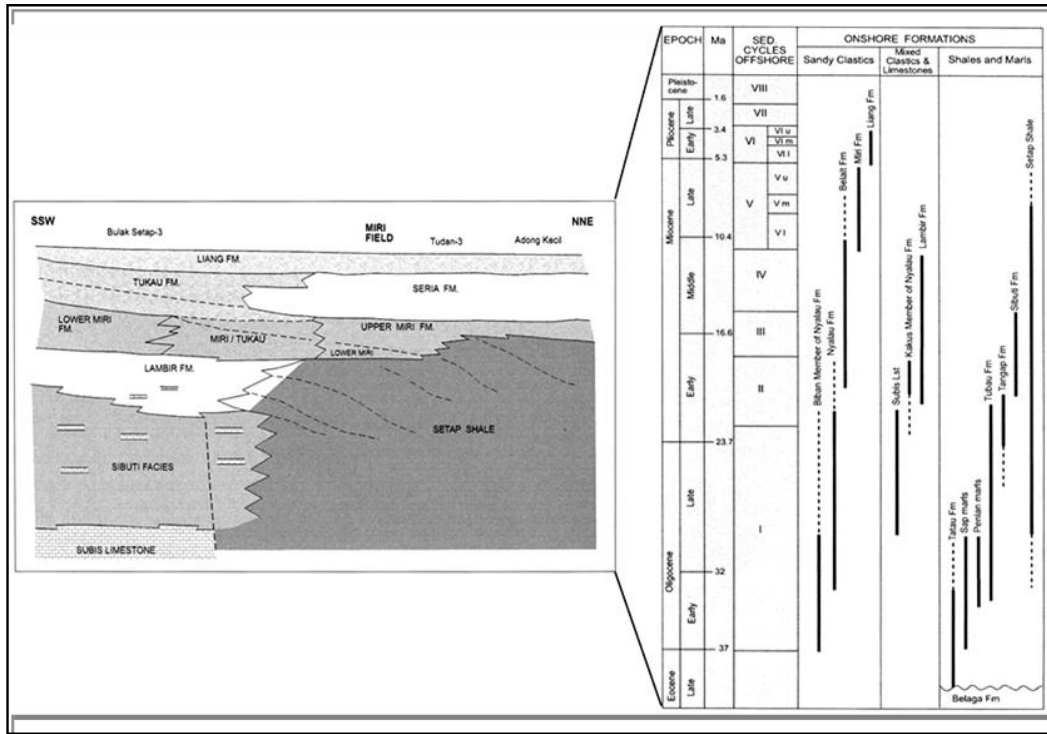 SSW
MIRI FIELD
NNE
Bulak Setap-3
Tudan-3
Adong Kecil
LIANG FM.
TUKAU FM.
SERIA FM.
LOWER MIRI FM.
MIRI / TUKAU
UPPER MIRI FM.
LOWER MIRI
LAMBIR FM.
SETAP SHALE
SIBUTI FACIES
SUBIS LIMESTONE
EPOCH
Ma
SED. CYCLES OFFSHORE
ONSHORE FORMATIONS
Sandy Clastics
Mixed Clastics & Limestones
Shales and Marls
Pleisto-
cene
1.6
VIII
Pliocene
Late
3.4
VII
Early
5.3
VI
VI u
VI m
VI l
Miocene
Late
10.4
V
V u
V m
V l
Middle
16.6
IV
III
Early
23.7
II
Oligocene
Late
32
I
Early
37
Eocene
Late
Biban Member of Nyalau Fm
Nyalau Fm
Belait Fm
Miri Fm
Liang Fm
Subis Lst
Kakus Member of Nyalau Fm
Lambir Fm
Tatau Fm
Sap marls
Penian marls
Tubau Fm
Tangap Fm
Sibuti Fm
Setap Shale
Belaga Fm